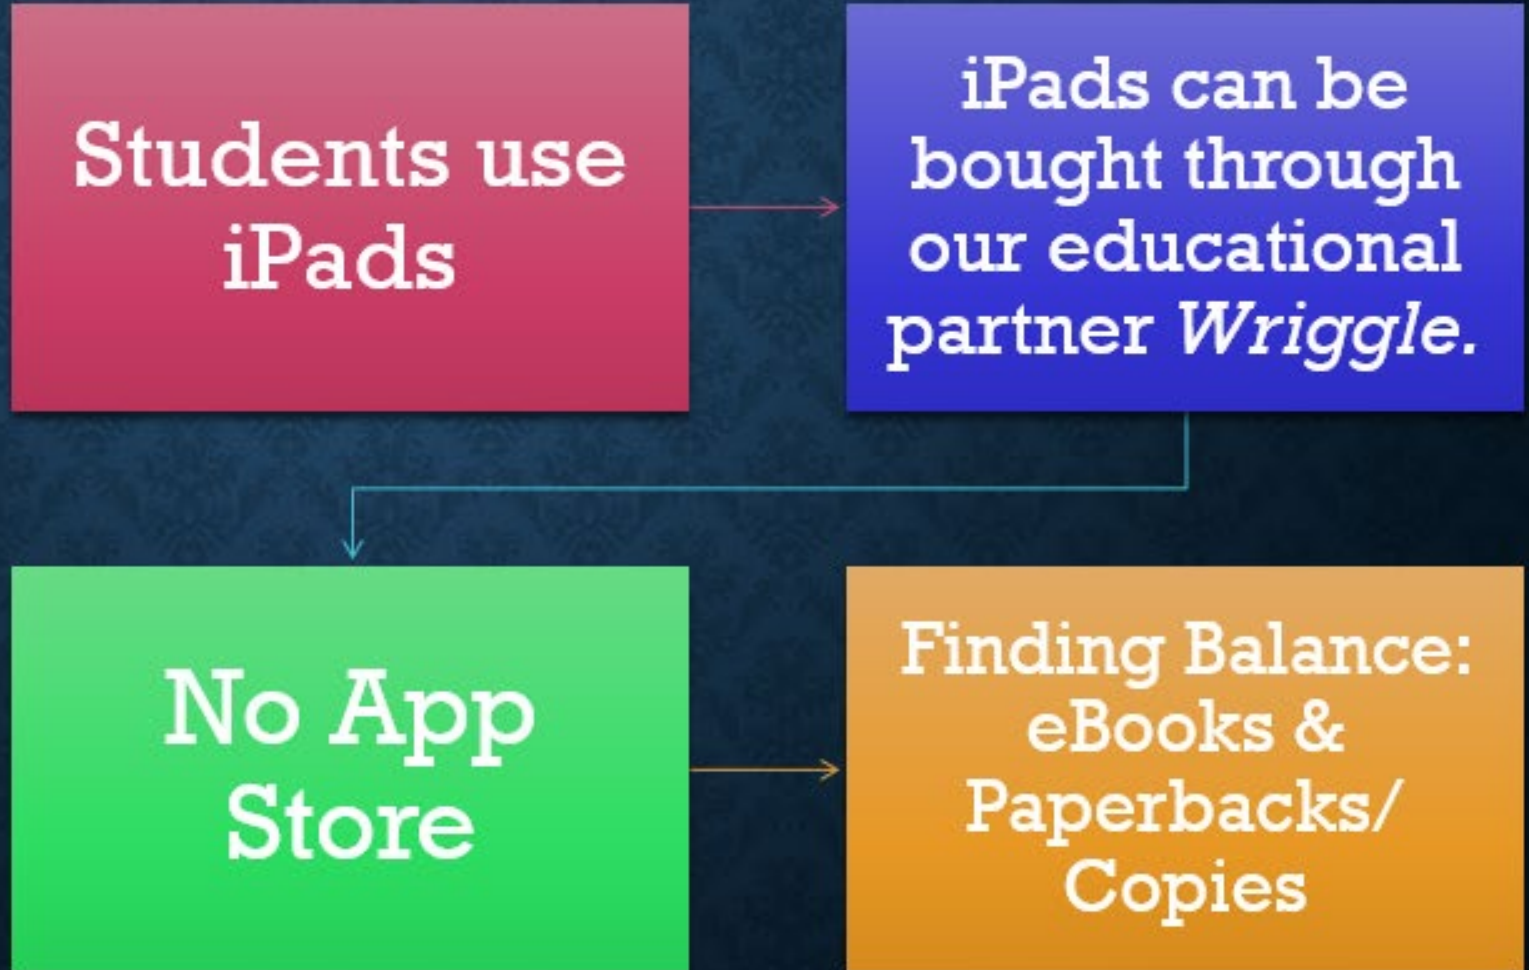 Students use
iPads
iPads can be
bought through
our educational
partner Wriggle.
No App
Store
Finding Balance:
eBooks &
Paperbacks/
Copies